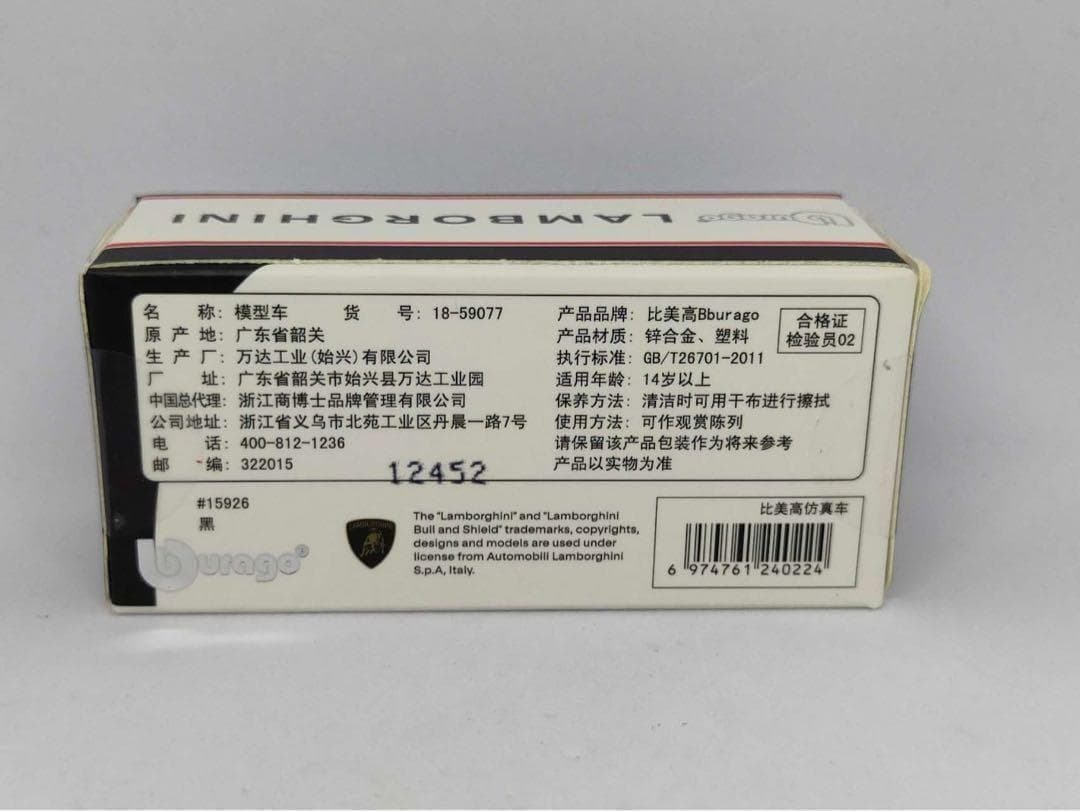 burago LAMBORGHINI
名 称: 模型车 货 号: 18-59077
原 产 地: 广东省韶关
生 产 厂: 万达工业(始兴)有限公司
厂 址: 广东省韶关市始兴县万达工业园
中国总代理: 浙江商博士品牌管理有限公司
公司地址: 浙江省义乌市北苑工业区丹晨一路7号
电 话: 400-812-1236
邮 编: 322015
产品品牌: 比美高Bburago
产品材质: 锌合金、塑料
执行标准: GB/T26701-2011
适用年龄: 14岁以上
保养方法: 清洁时可用干布进行擦拭
使用方法: 可作观赏陈列
请保留该产品包装作为将来参考
产品以实物为准
合格证
检验员02
12452
#15926
黑
burago®
LAMBORGHINI
The "Lamborghini" and "Lamborghini
Bull and Shield" trademarks, copyrights,
designs and models are used under
license from Automobili Lamborghini
S.p.A, Italy.
比美高仿真车
6 974761 240224